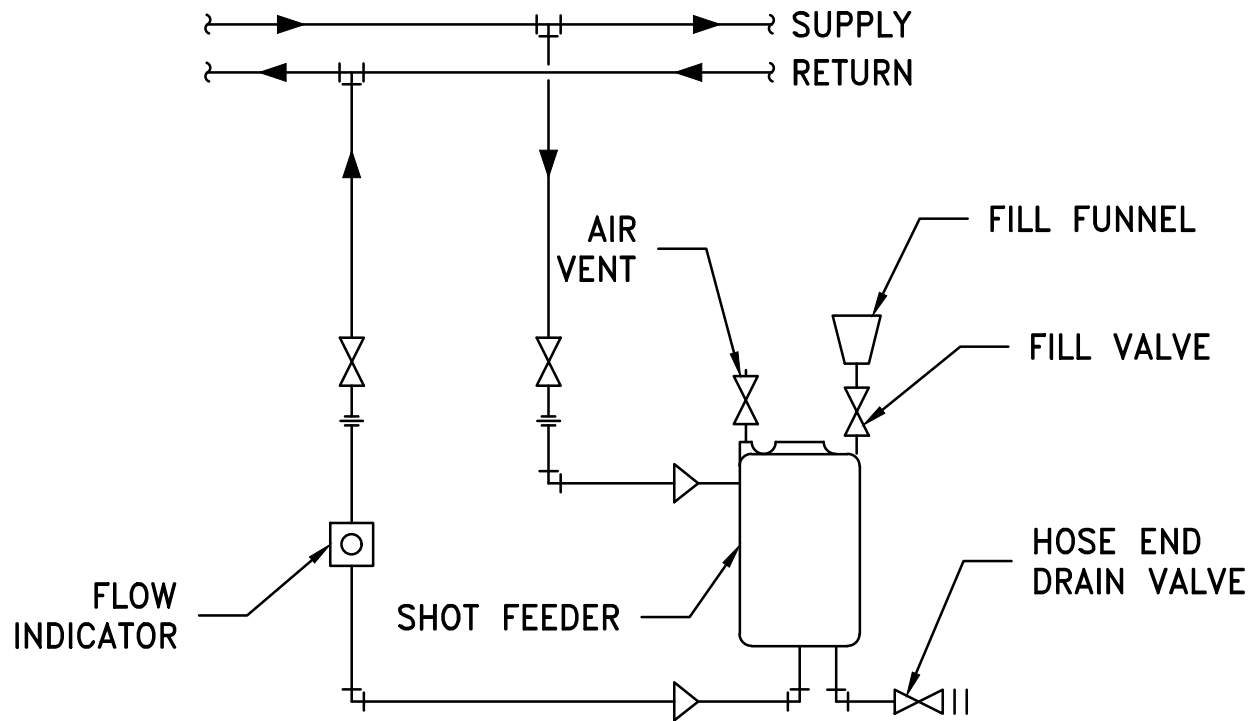 SUPPLY
RETURN
FILL FUNNEL
AIR
VENT
FILL VALVE
HOSE END
DRAIN VALVE
FLOW
INDICATOR
SHOT FEEDER